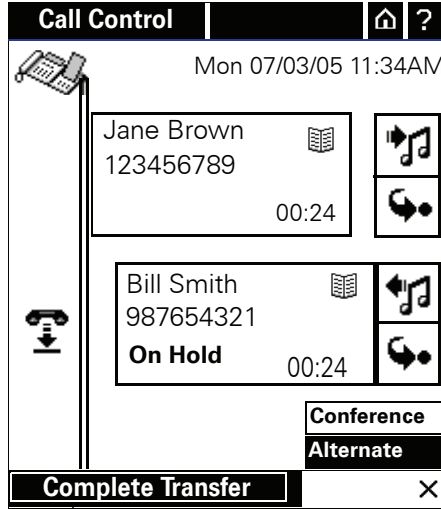 Call Control ?
Mon 07/03/05 11:34AM
Jane Brown
123456789
00:24
Bill Smith
987654321
On Hold 00:24
Conference
Alternate
Complete Transfer